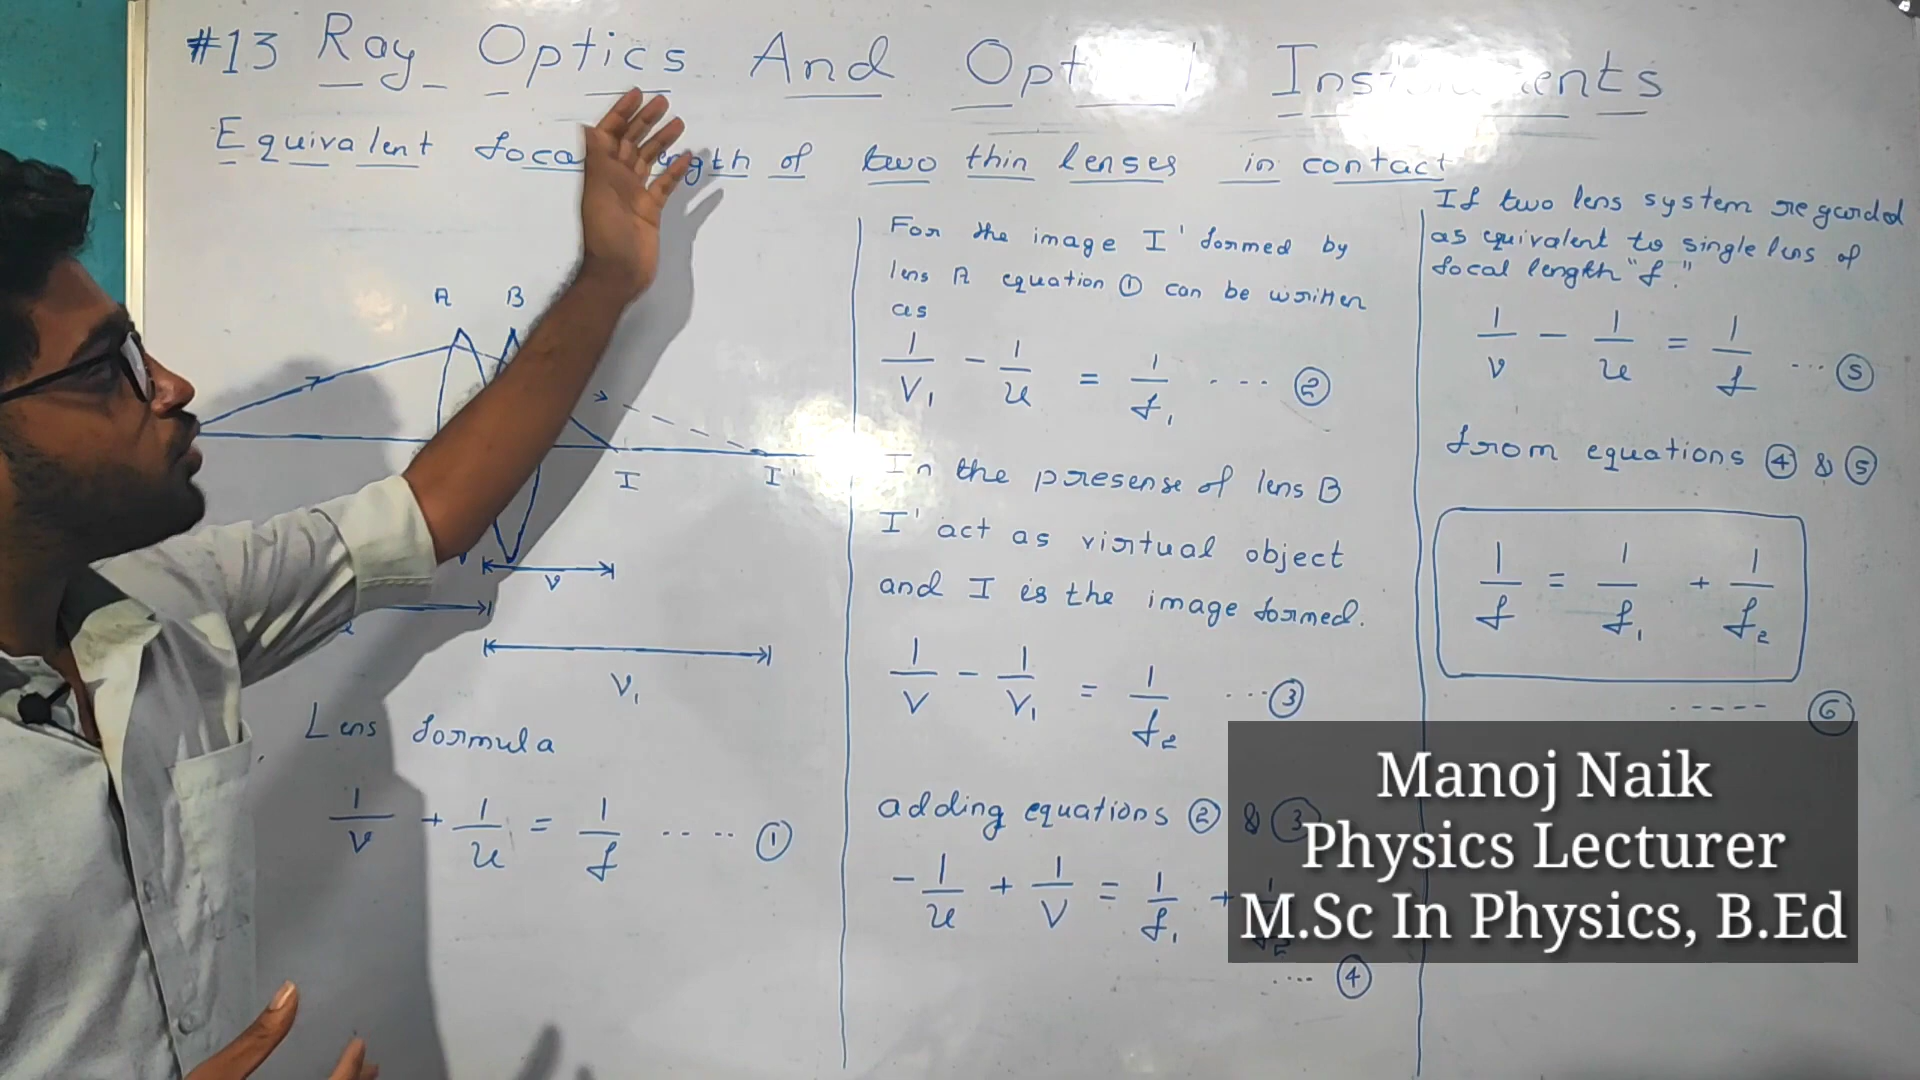 #13 Ray Optics And Instruments
Equivalent of two thin lenses in contact
A B
I I'
v
V₁
Lens formula
1/v + 1/u = 1/f ..... ①
For the image I' formed by
lens A equation ① can be written
as
1/V₁ - 1/u = 1/f₁ .... ②
In the presense of lens B
I' act as virtual object
and I is the image formed.
1/V - 1/V₁ = 1/f₂ ...③
adding equations ② & ③
-1/u + 1/V = 1/f₁ +
... ④
If two lens system regarded
as equivalent to single lens of
focal length "f."
1/v - 1/u = 1/f ... ⑤
from equations ④ & ⑤
1/f = 1/f₁ + 1/f₂
..... ⑥
Manoj Naik
Physics Lecturer
M.Sc In Physics, B.Ed